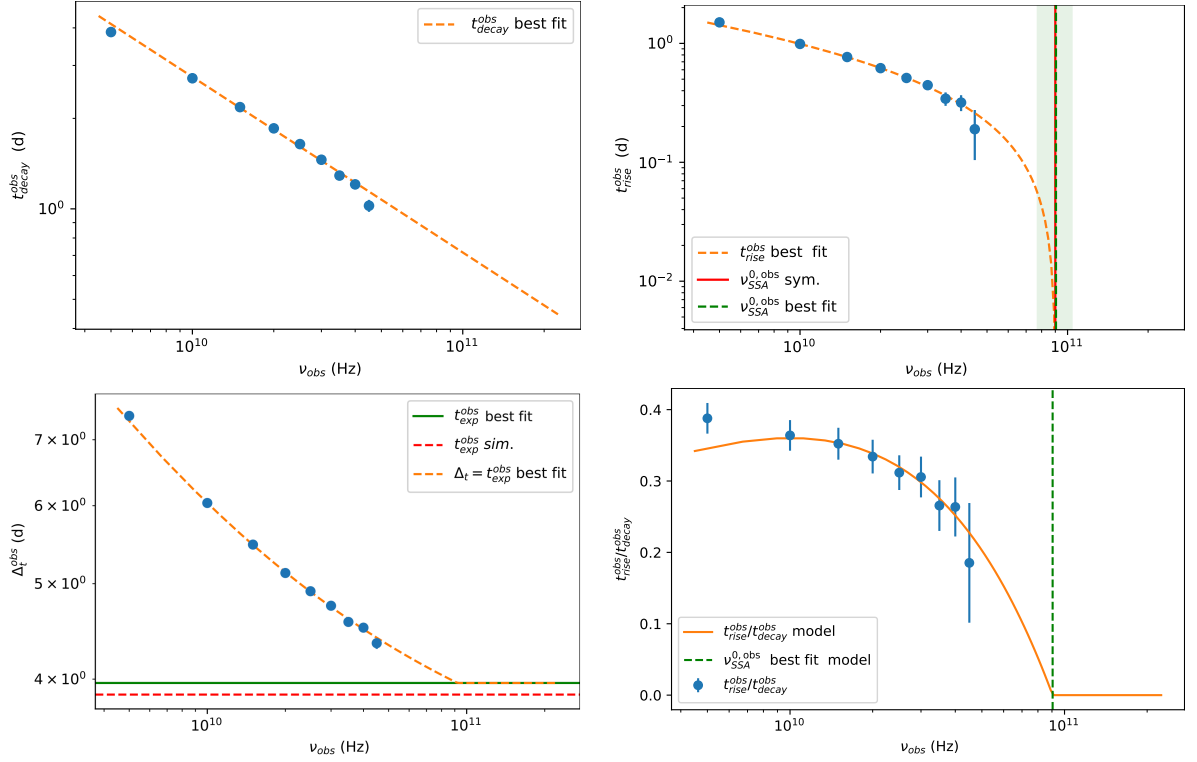 t_decay^obs best fit
t_decay^obs (d)
10^0
10^10
10^11
ν_obs (Hz)
10^0
10^−1
10^−2
t_rise^obs (d)
t_rise^obs best fit
ν_SSA^0,obs sym.
ν_SSA^0,obs best fit
10^10
10^11
ν_obs (Hz)
7 × 10^0
6 × 10^0
5 × 10^0
4 × 10^0
Δ_t^obs (d)
t_exp^obs best fit
t_exp^obs sim.
Δ_t = t_exp^obs best fit
10^10
10^11
ν_obs (Hz)
0.4
0.3
0.2
0.1
0.0
t_rise^obs/t_decay^obs
t_rise^obs/t_decay^obs model
ν_SSA^0,obs best fit model
t_rise^obs/t_decay^obs
10^10
10^11
ν_obs (Hz)